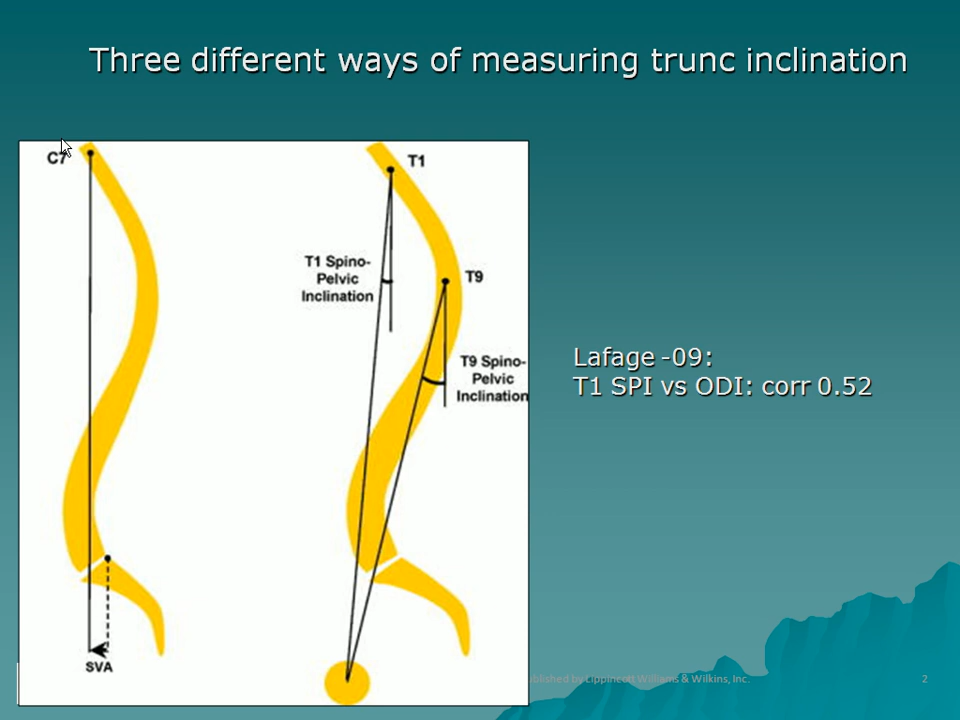 Three different ways of measuring trunc inclination
C7
T1
T1 Spino-
Pelvic
Inclination
T9
T9 Spino-
Pelvic
Inclination
SVA
Lafage -09:
T1 SPI vs ODI: corr 0.52
by Lippincott Williams & Wilkins, Inc.
2